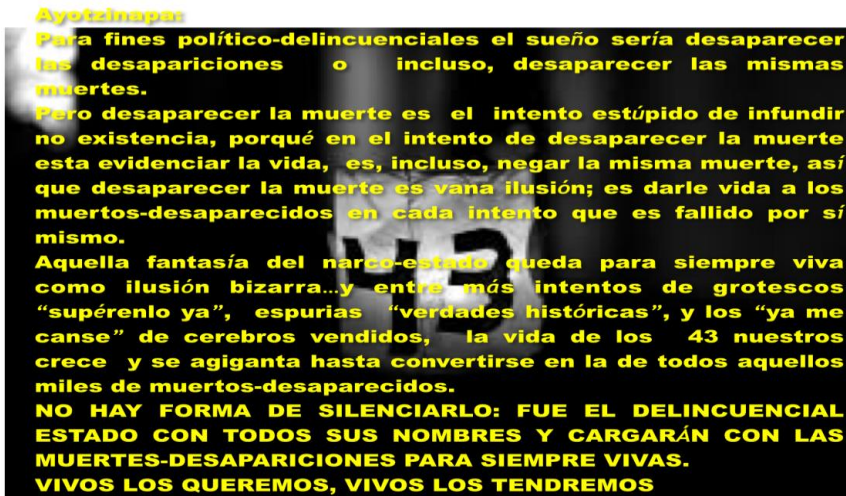 Ayotzinapa:
Para fines político-delincuenciales el sueño sería desaparecer
las desapariciones o incluso, desaparecer las mismas
muertes.
Pero desaparecer la muerte es el intento estúpido de infundir
no existencia, porqué en el intento de desaparecer la muerte
esta evidenciar la vida, es, incluso, negar la misma muerte, así
que desaparecer la muerte es vana ilusión; es darle vida a los
muertos-desaparecidos en cada intento que es fallido por sí
mismo.
Aquella fantasía del narco-estado queda para siempre viva
como ilusión bizarra...y entre más intentos de grotescos
“supérenlo ya”, espurias “verdades históricas”, y los “ya me
canse” de cerebros vendidos, la vida de los 43 nuestros
crece y se agiganta hasta convertirse en la de todos aquellos
miles de muertos-desaparecidos.
NO HAY FORMA DE SILENCIARLO: FUE EL DELINCUENCIAL
ESTADO CON TODOS SUS NOMBRES Y CARGARÁN CON LAS
MUERTES-DESAPARICIONES PARA SIEMPRE VIVAS.
VIVOS LOS QUEREMOS, VIVOS LOS TENDREMOS
43